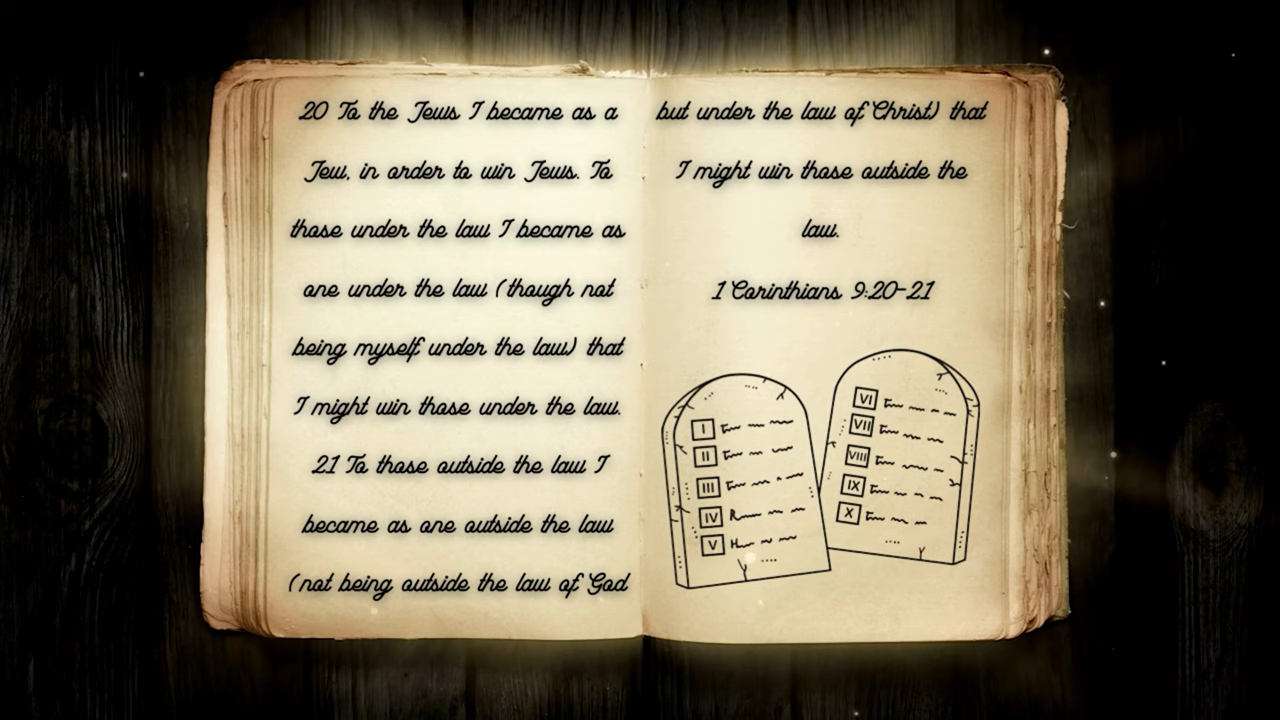 20 To the Jews I became as a
Jew, in order to win Jews. To
those under the law I became as
one under the law (though not
being myself under the law) that
I might win those under the law.
21 To those outside the law I
became as one outside the law
(not being outside the law of God
but under the law of Christ) that
I might win those outside the
law.
1 Corinthians 9:20-21
I
II
III
IV
V
VI
VII
VIII
IX
X